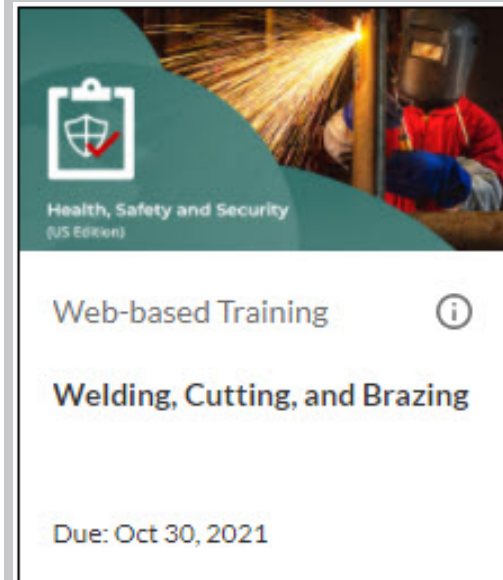 Health, Safety and Security
(US Edition)
Web-based Training
Welding, Cutting, and Brazing
Due: Oct 30, 2021